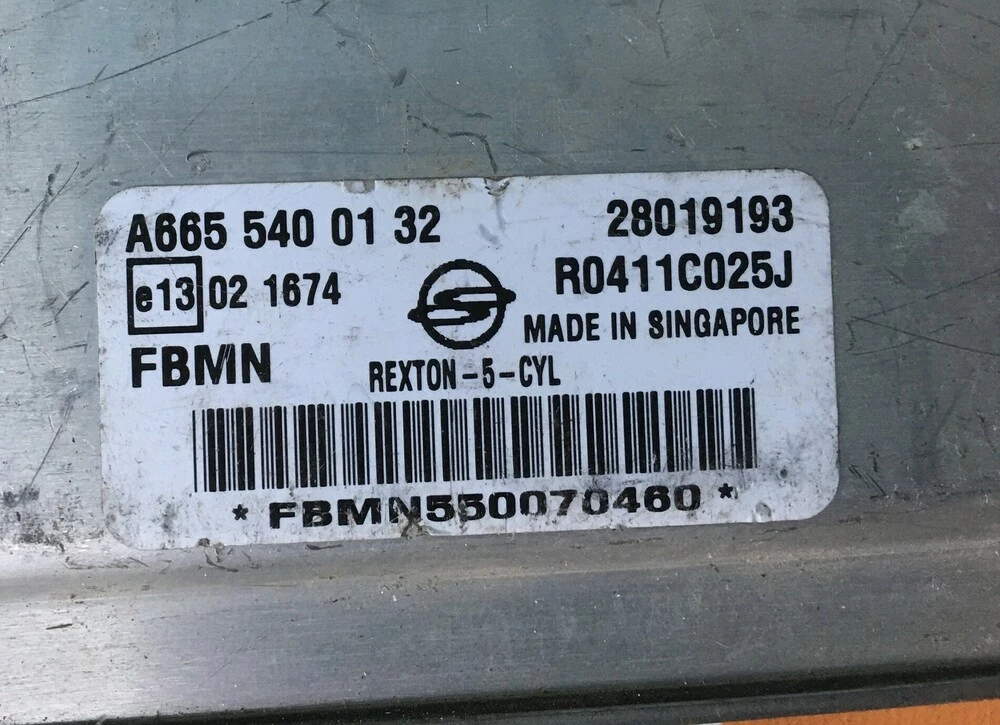 A665 540 01 32
28019193
e13 02 1674
R0411C025J
MADE IN SINGAPORE
FBMN
REXTON-5-CYL
* FBMN550070460 *